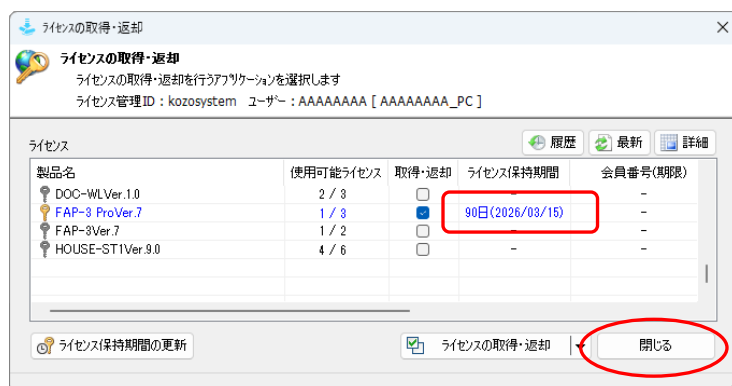 ライセンスの取得・返却
ライセンスの取得・返却
ライセンスの取得・返却を行うアプリケーションを選択します
ライセンス管理ID：kozosystem ユーザー：AAAAAAAA [ AAAAAAAA_PC ]
ライセンス 履歴 最新 詳細
製品名 使用可能ライセンス 取得・返却 ライセンス保持期間 会員番号(期限)
DOC-WLVer.1.0 2 / 3 - -
FAP-3 ProVer.7 1 / 3 90日(2026/03/15) -
FAP-3Ver.7 1 / 2 - -
HOUSE-ST1Ver.9.0 4 / 6 - -
ライセンス保持期間の更新 ライセンスの取得・返却 閉じる